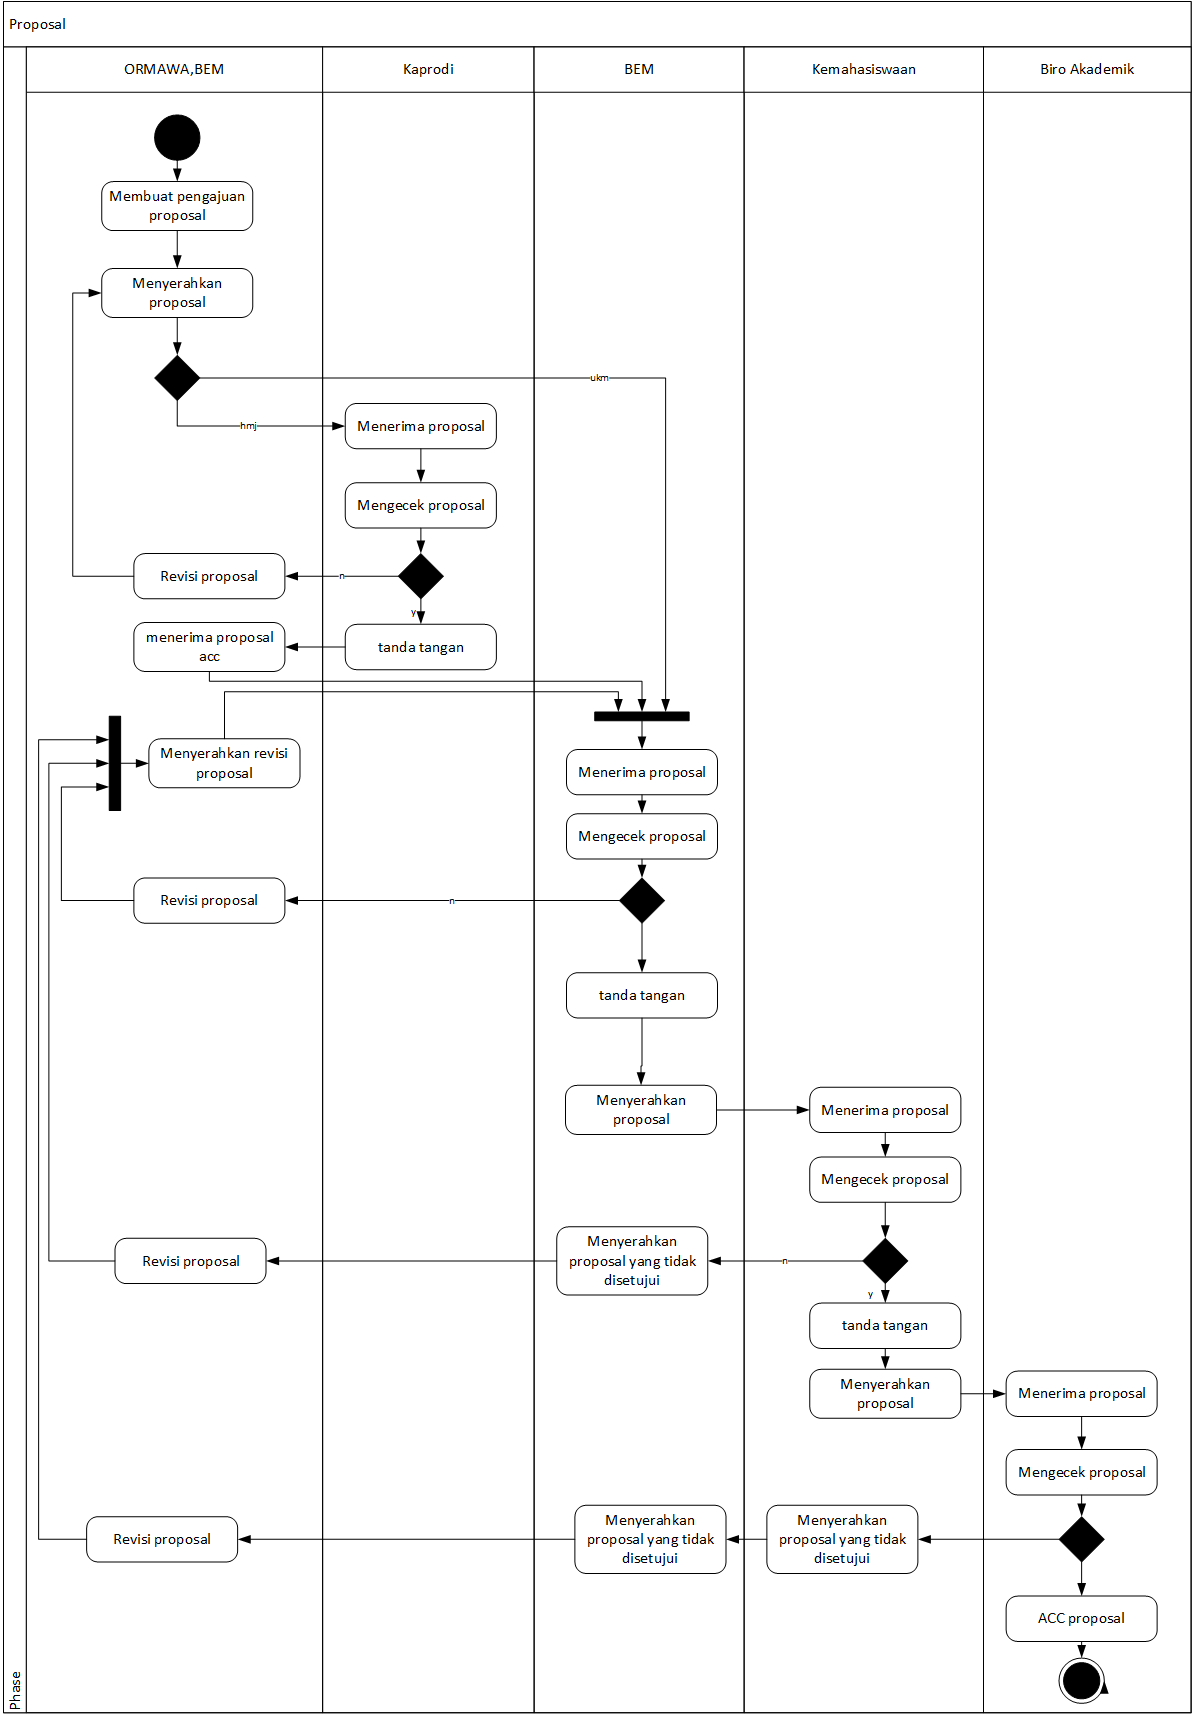 Proposal
ORMAWA,BEM
Kaprodi
BEM
Kemahasiswaan
Biro Akademik
Membuat pengajuan
proposal
Menyerahkan
proposal
ukm
hmj
Menerima proposal
Mengecek proposal
Revisi proposal
n
y
menerima proposal
acc
tanda tangan
Menyerahkan revisi
proposal
Menerima proposal
Mengecek proposal
Revisi proposal
n
tanda tangan
Menyerahkan
proposal
Menerima proposal
Mengecek proposal
Revisi proposal
Menyerahkan
proposal yang tidak
disetujui
n
y
tanda tangan
Menyerahkan
proposal
Menerima proposal
Mengecek proposal
Revisi proposal
Menyerahkan
proposal yang tidak
disetujui
Menyerahkan
proposal yang tidak
disetujui
ACC proposal
Phase